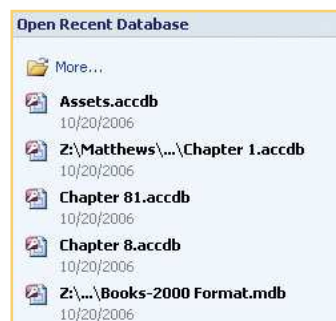 Open Recent Database
More...
Assets.accdb
10/20/2006
Z:\Matthews\...\Chapter 1.accdb
10/20/2006
Chapter 81.accdb
10/20/2006
Chapter 8.accdb
10/20/2006
Z:\...\Books-2000 Format.mdb
10/20/2006